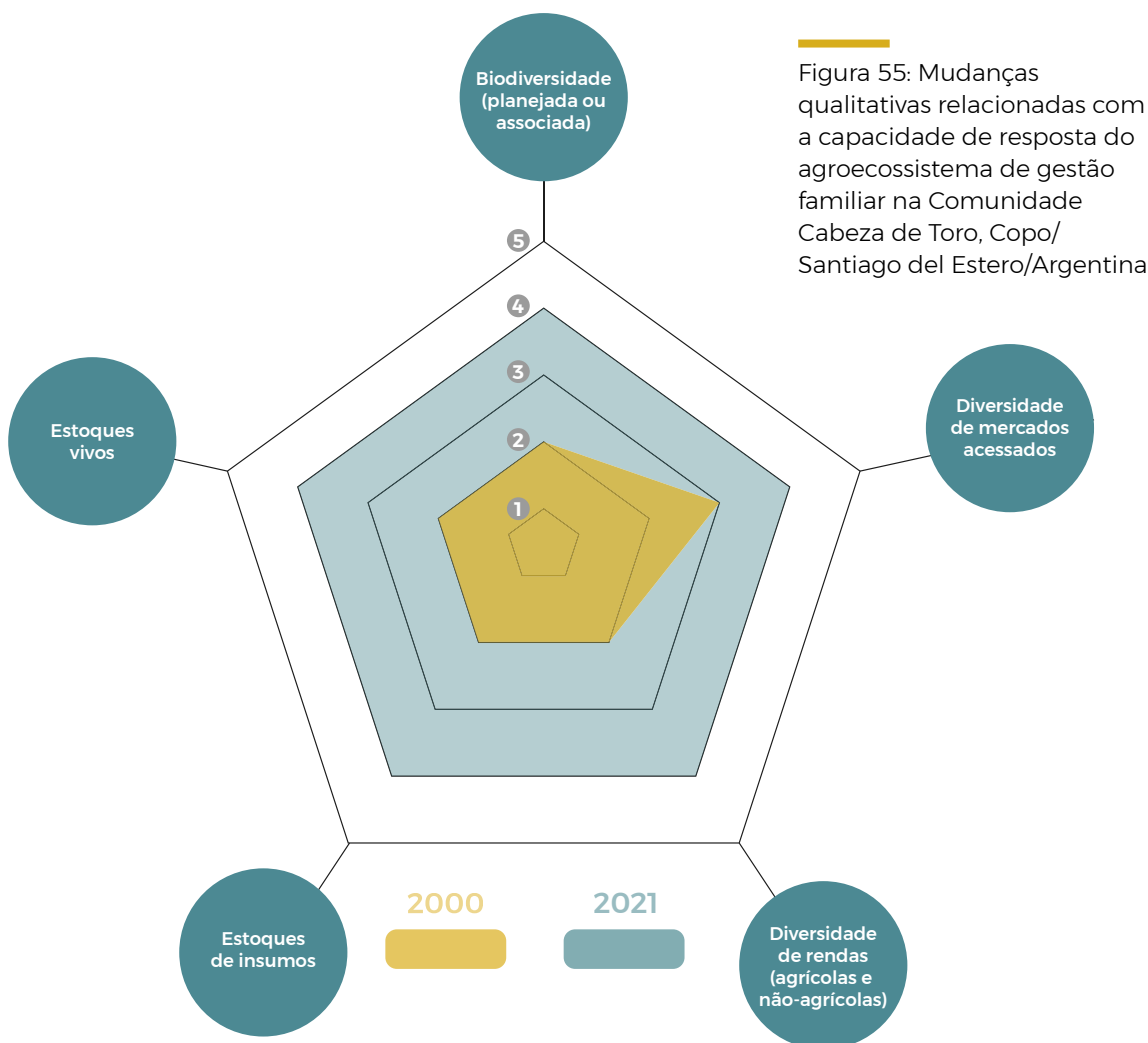 Figura 55: Mudanças
qualitativas relacionadas com
a capacidade de resposta do
agroecossistema de gestão
familiar na Comunidade
Cabeza de Toro, Copo/
Santiago del Estero/Argentina
Biodiversidade
(planejada ou
associada)
5
4
3
2
1
Estoques
vivos
Diversidade
de mercados
acessados
Estoques
de insumos
2000
2021
Diversidade
de rendas
(agrícolas e
não-agrícolas)